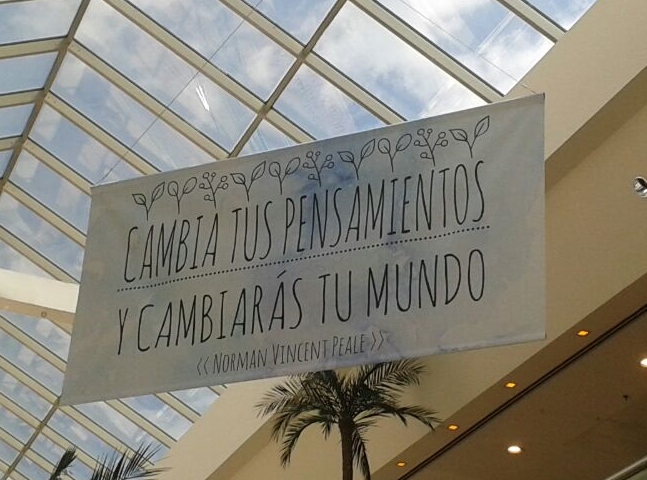 CAMBIA TUS PENSAMIENTOS
Y CAMBIARÁS TU MUNDO
<< NORMAN VINCENT PEALE >>